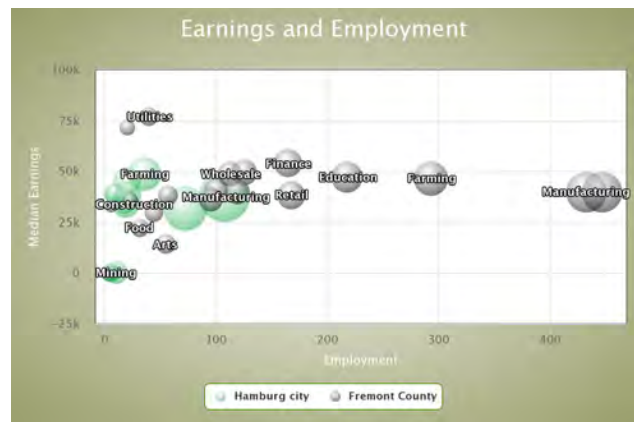 Earnings and Employment
100k
Utilities
75k
Finance
50k
Farming
Wholesale
Education
Farming
Manufacturing
Manufacturing
Retail
Construction
25k
Food
Arts
0
Mining
-25k
Median Earnings
0 100 200 300 400
Employment
Hamburg city Fremont County